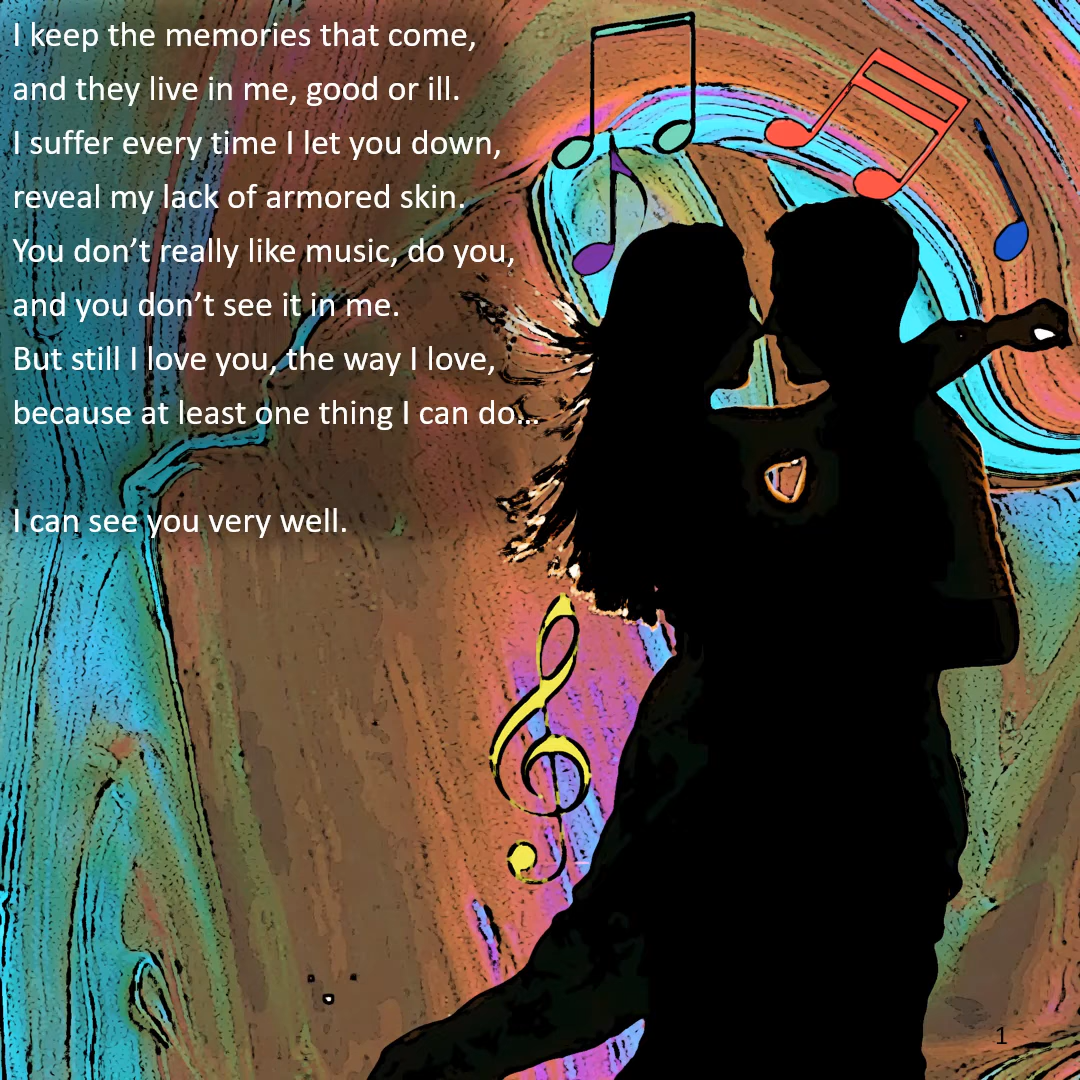 I keep the memories that come,
and they live in me, good or ill.
I suffer every time I let you down,
reveal my lack of armored skin.
You don’t really like music, do you,
and you don’t see it in me.
But still I love you, the way I love,
because at least one thing I can do…
I can see you very well.
1